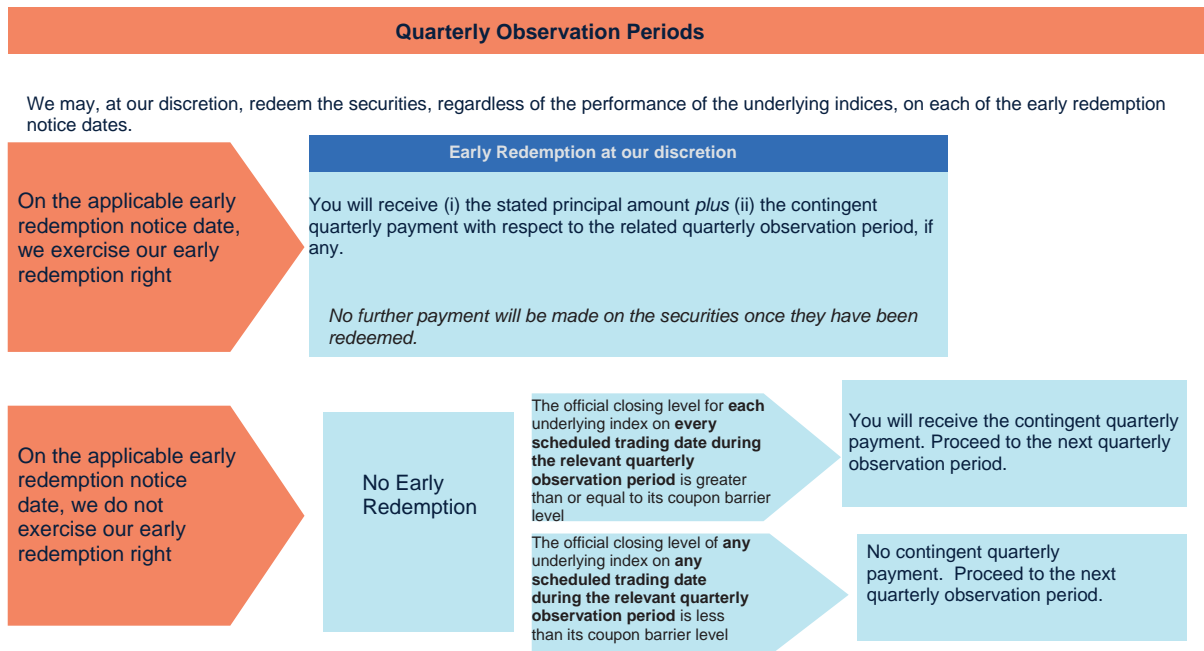 Quarterly Observation Periods
We may, at our discretion, redeem the securities, regardless of the performance of the underlying indices, on each of the early redemption
notice dates.
On the applicable early
redemption notice date,
we exercise our early
redemption right
Early Redemption at our discretion
You will receive (i) the stated principal amount plus (ii) the contingent
quarterly payment with respect to the related quarterly observation period, if
any.
No further payment will be made on the securities once they have been
redeemed.
On the applicable early
redemption notice
date, we do not
exercise our early
redemption right
No Early
Redemption
The official closing level for each
underlying index on every
scheduled trading date during
the relevant quarterly
observation period is greater
than or equal to its coupon barrier
level
You will receive the contingent quarterly
payment. Proceed to the next quarterly
observation period.
The official closing level of any
underlying index on any
scheduled trading date
during the relevant quarterly
observation period is less
than its coupon barrier level
No contingent quarterly
payment.  Proceed to the next
quarterly observation period.